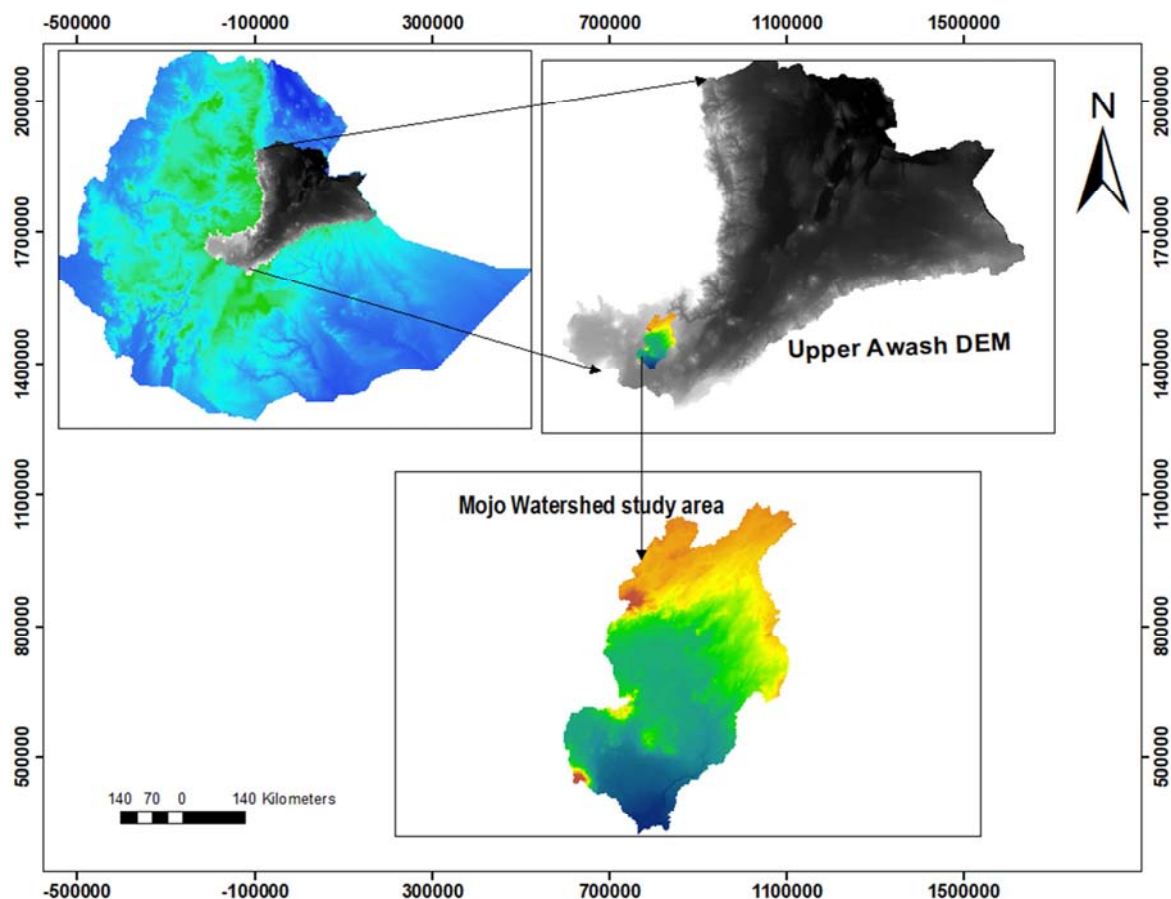 -500000 -100000 300000 700000 1100000 1500000
2000000 2000000
N
1700000 1700000
Upper Awash DEM
1400000 1400000
1100000 1100000
Mojo Watershed study area
800000 800000
500000 500000
140 70 0 140 Kilometers
-500000 -100000 300000 700000 1100000 1500000